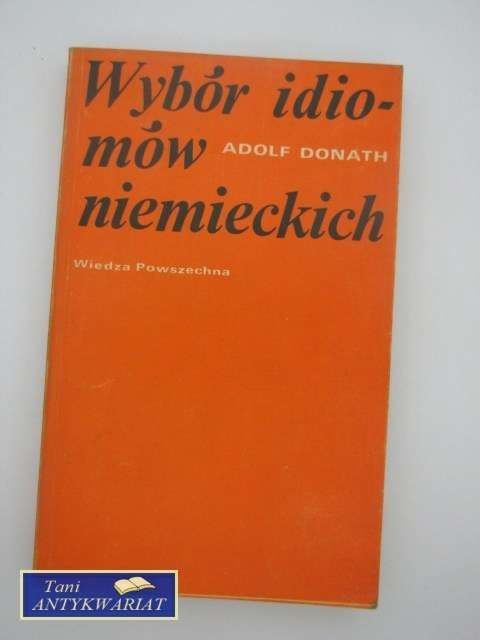 Wybór idio-
mów ADOLF DONATH
niemieckich
Wiedza Powszechna
Tani
ANTYKWARIAT